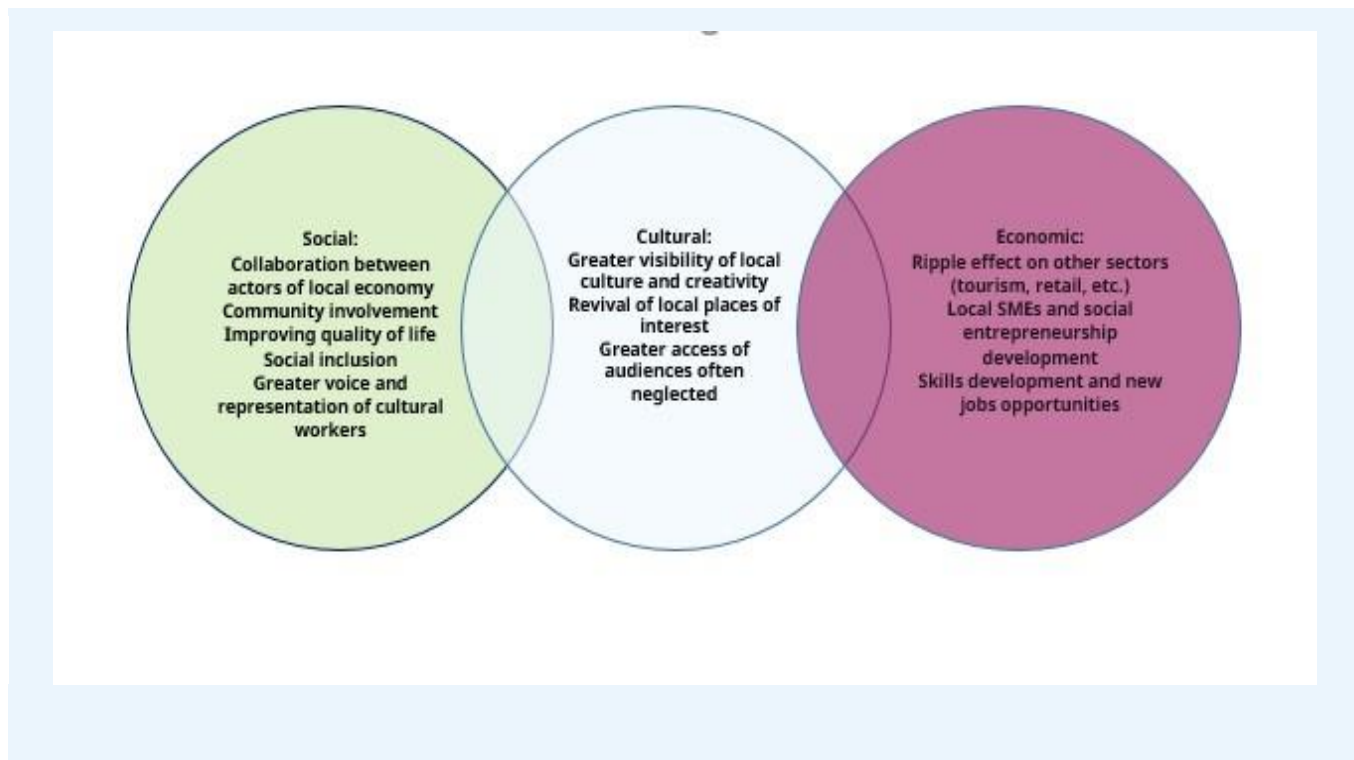 Social:
Collaboration between
actors of local economy
Community involvement
Improving quality of life
Social inclusion
Greater voice and
representation of cultural
workers
Cultural:
Greater visibility of local
culture and creativity
Revival of local places of
interest
Greater access of
audiences often
neglected
Economic:
Ripple effect on other sectors
(tourism, retail, etc.)
Local SMEs and social
entrepreneurship
development
Skills development and new
jobs opportunities